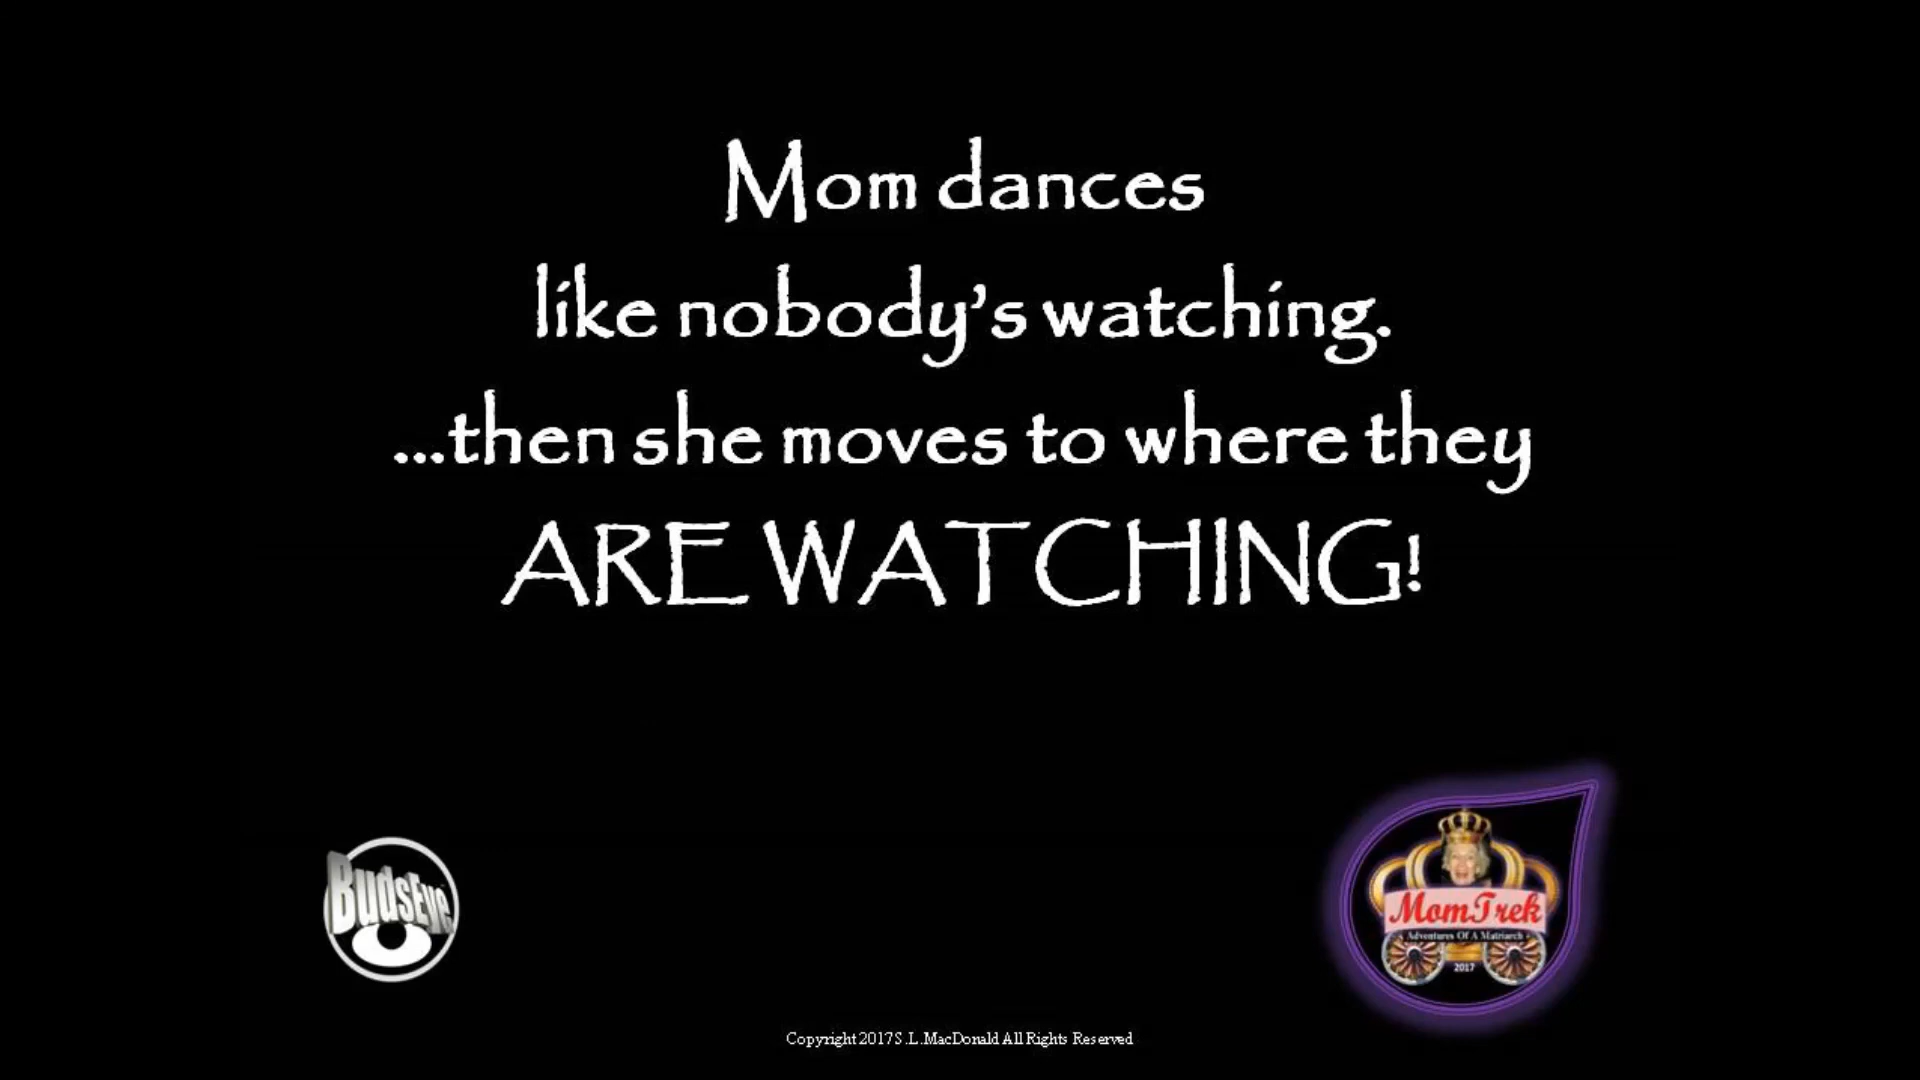 Mom dances
like nobody's watching.
...then she moves to where they
ARE WATCHING!
BudsEye
MomTrek
Adventures Of A Matriarch
2017
Copyright 2017 S.L.MacDonald All Rights Reserved